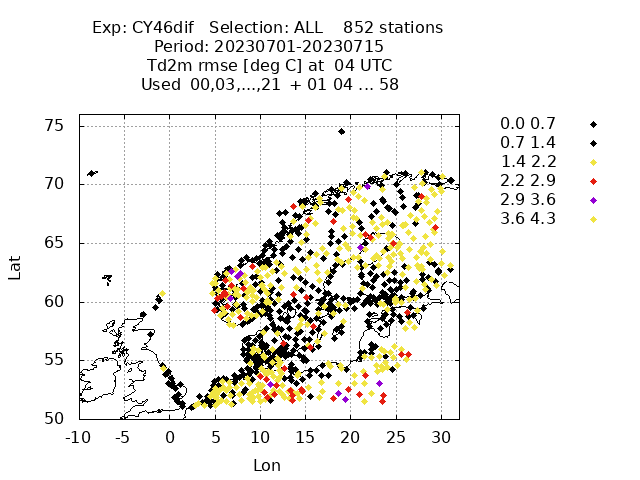 Exp: CY46dif   Selection: ALL    852 stations
Period: 20230701-20230715
Td2m rmse [deg C] at  04 UTC
Used  00,03,...,21  + 01 04 ... 58
0.0 0.7
0.7 1.4
1.4 2.2
2.2 2.9
2.9 3.6
3.6 4.3
75
70
65
60
55
50
Lat
-10 -5 0 5 10 15 20 25 30
Lon